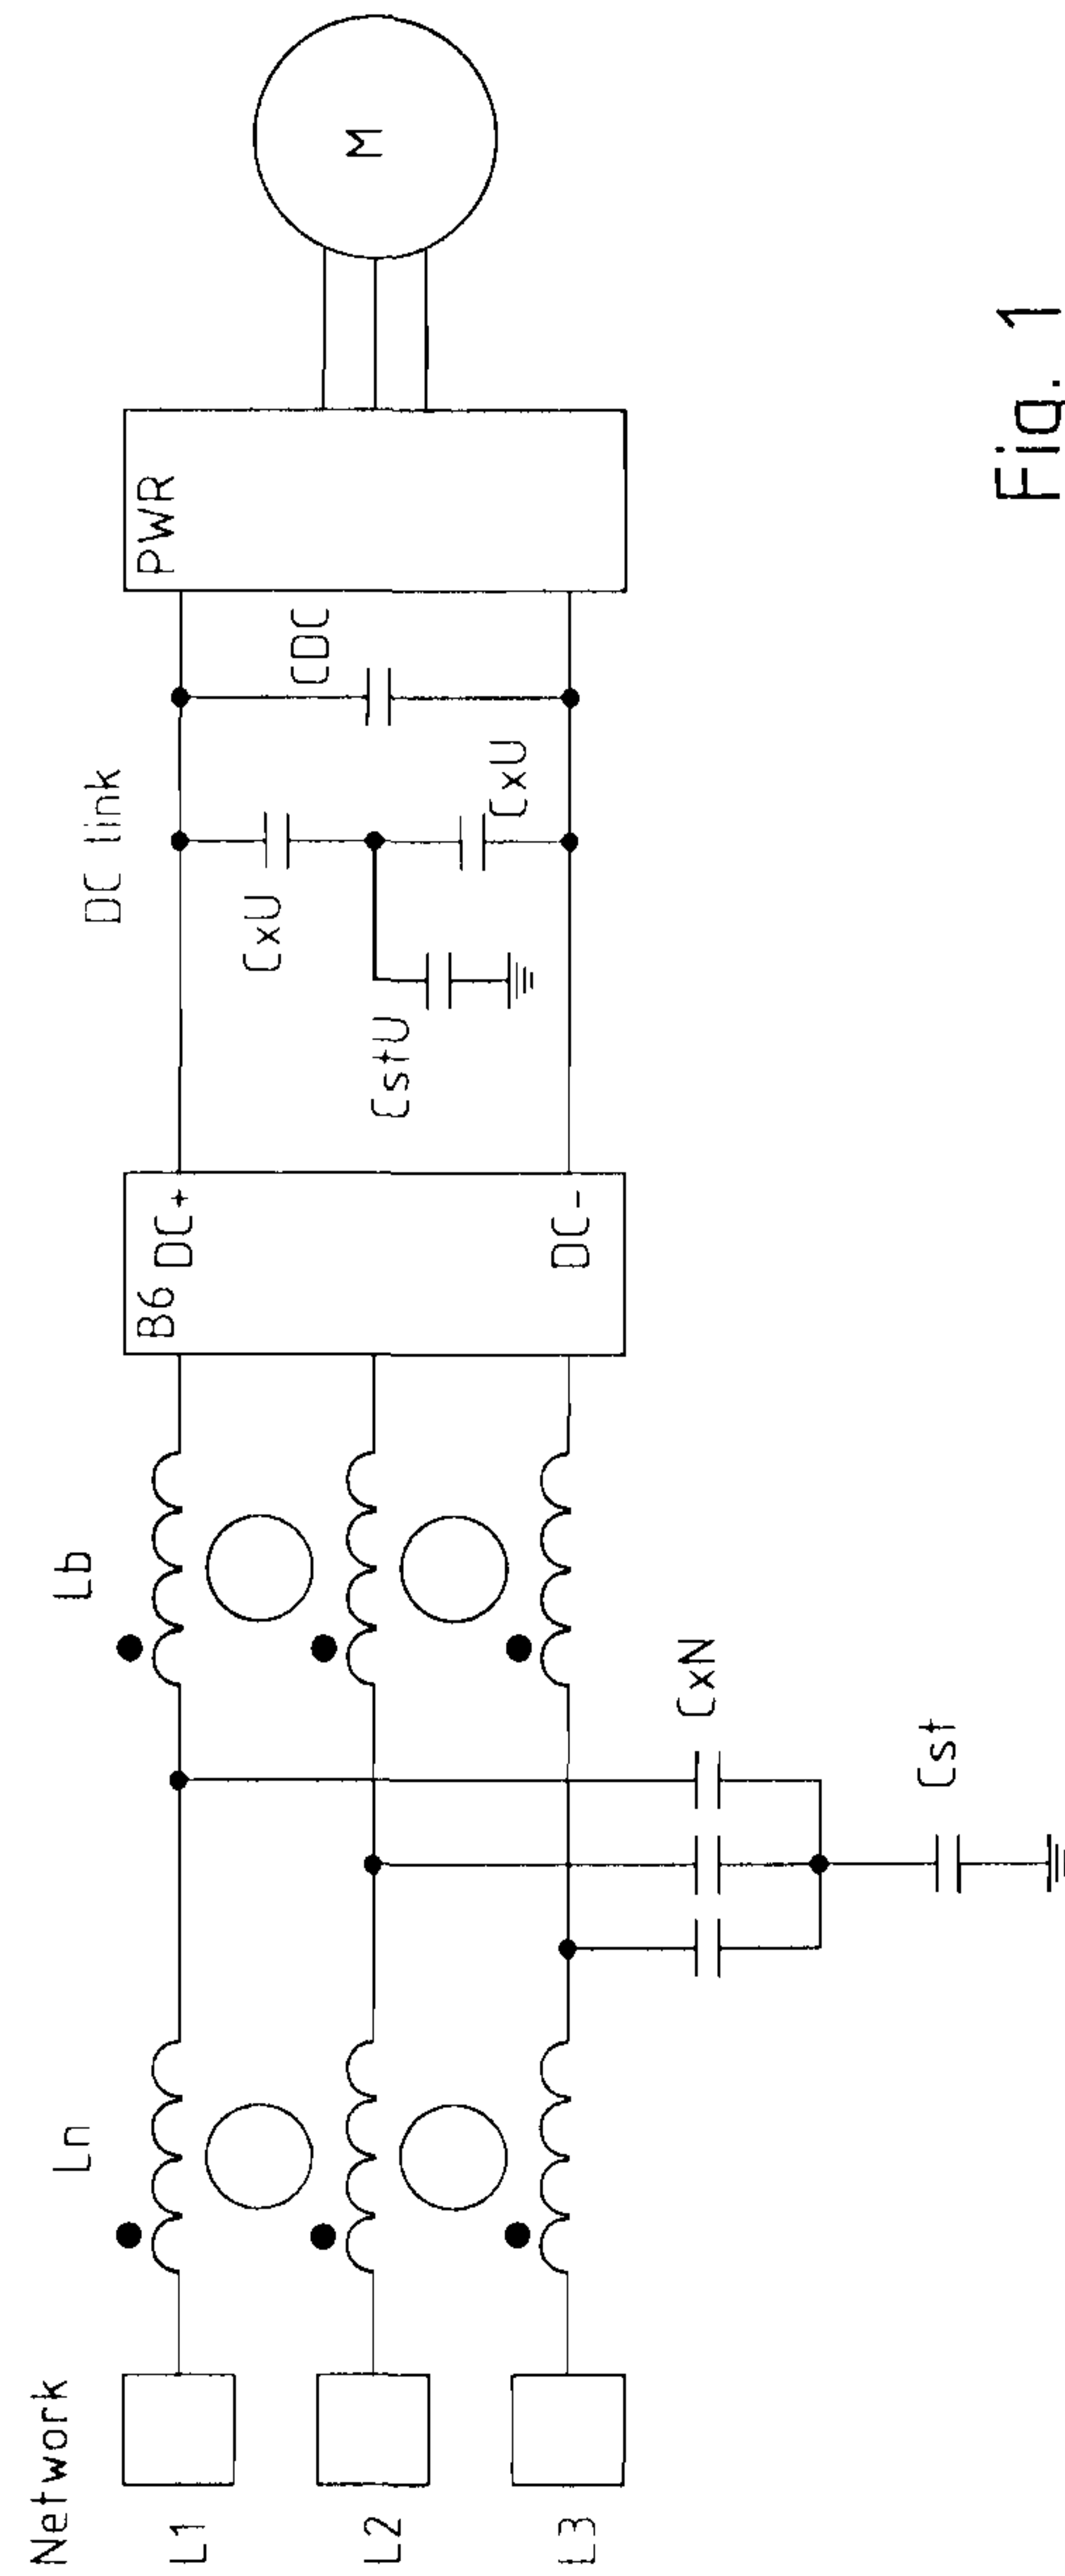 Network
L1
L2
L3
Ln
Lb
CxN
Cst
B6
DC+
DC-
DC link
CxU
CstU
CxU
CDC
PWR
M
Fig. 1